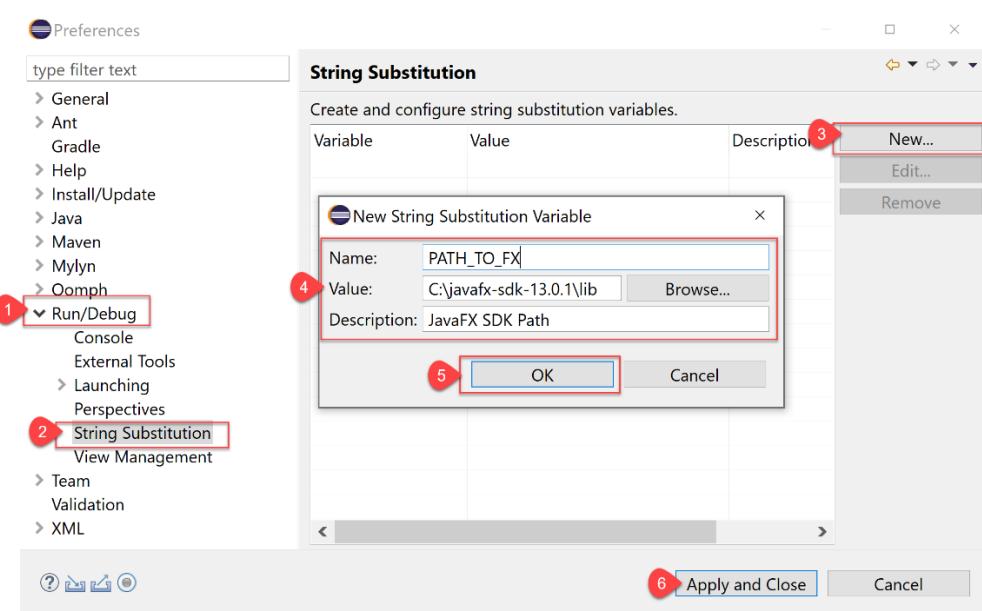 Preferences
type filter text
General
Ant
Gradle
Help
Install/Update
Java
Maven
Mylyn
Oomph
1
Run/Debug
Console
External Tools
Launching
Perspectives
2
String Substitution
View Management
Team
Validation
XML
String Substitution
Create and configure string substitution variables.
Variable Value Description
3
New...
Edit...
Remove
New String Substitution Variable
Name: PATH_TO_FX
4
Value: C:\javafx-sdk-13.0.1\lib Browse...
Description: JavaFX SDK Path
5
OK Cancel
6
Apply and Close Cancel